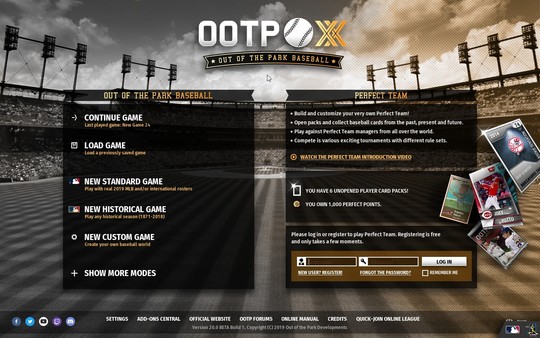 OOTP XX
OUT OF THE PARK BASEBALL
OUT OF THE PARK BASEBALL
CONTINUE GAME
Last played game: New Game 24
LOAD GAME
Load a previously saved game
NEW STANDARD GAME
Play with real 2019 MLB and/or international rosters
NEW HISTORICAL GAME
Play any historical season (1871-2018)
NEW CUSTOM GAME
Create your own baseball world
SHOW MORE MODES
PERFECT TEAM
• Build and customize your very own Perfect Team!
• Open packs and collect baseball cards from the past, present and future.
• Play against Perfect Team managers from all over the world.
• Compete in various exciting tournaments with different rule sets.
WATCH THE PERFECT TEAM INTRODUCTION VIDEO
YOU HAVE 6 UNOPENED PLAYER CARD PACKS!
YOU OWN 1,000 PERFECT POINTS.
Please log in or register to play Perfect Team. Registering is free
and only takes a few moments.
LOG IN
NEW USER? REGISTER!
FORGOT THE PASSWORD?
REMEMBER ME
SETTINGS
ADD-ONS CENTRAL
OFFICIAL WEBSITE
OOTP FORUMS
ONLINE MANUAL
CREDITS
QUICK-JOIN ONLINE LEAGUE
Version 20.0 BETA Build 1, Copyright (C) 2019 Out of the Park Developments